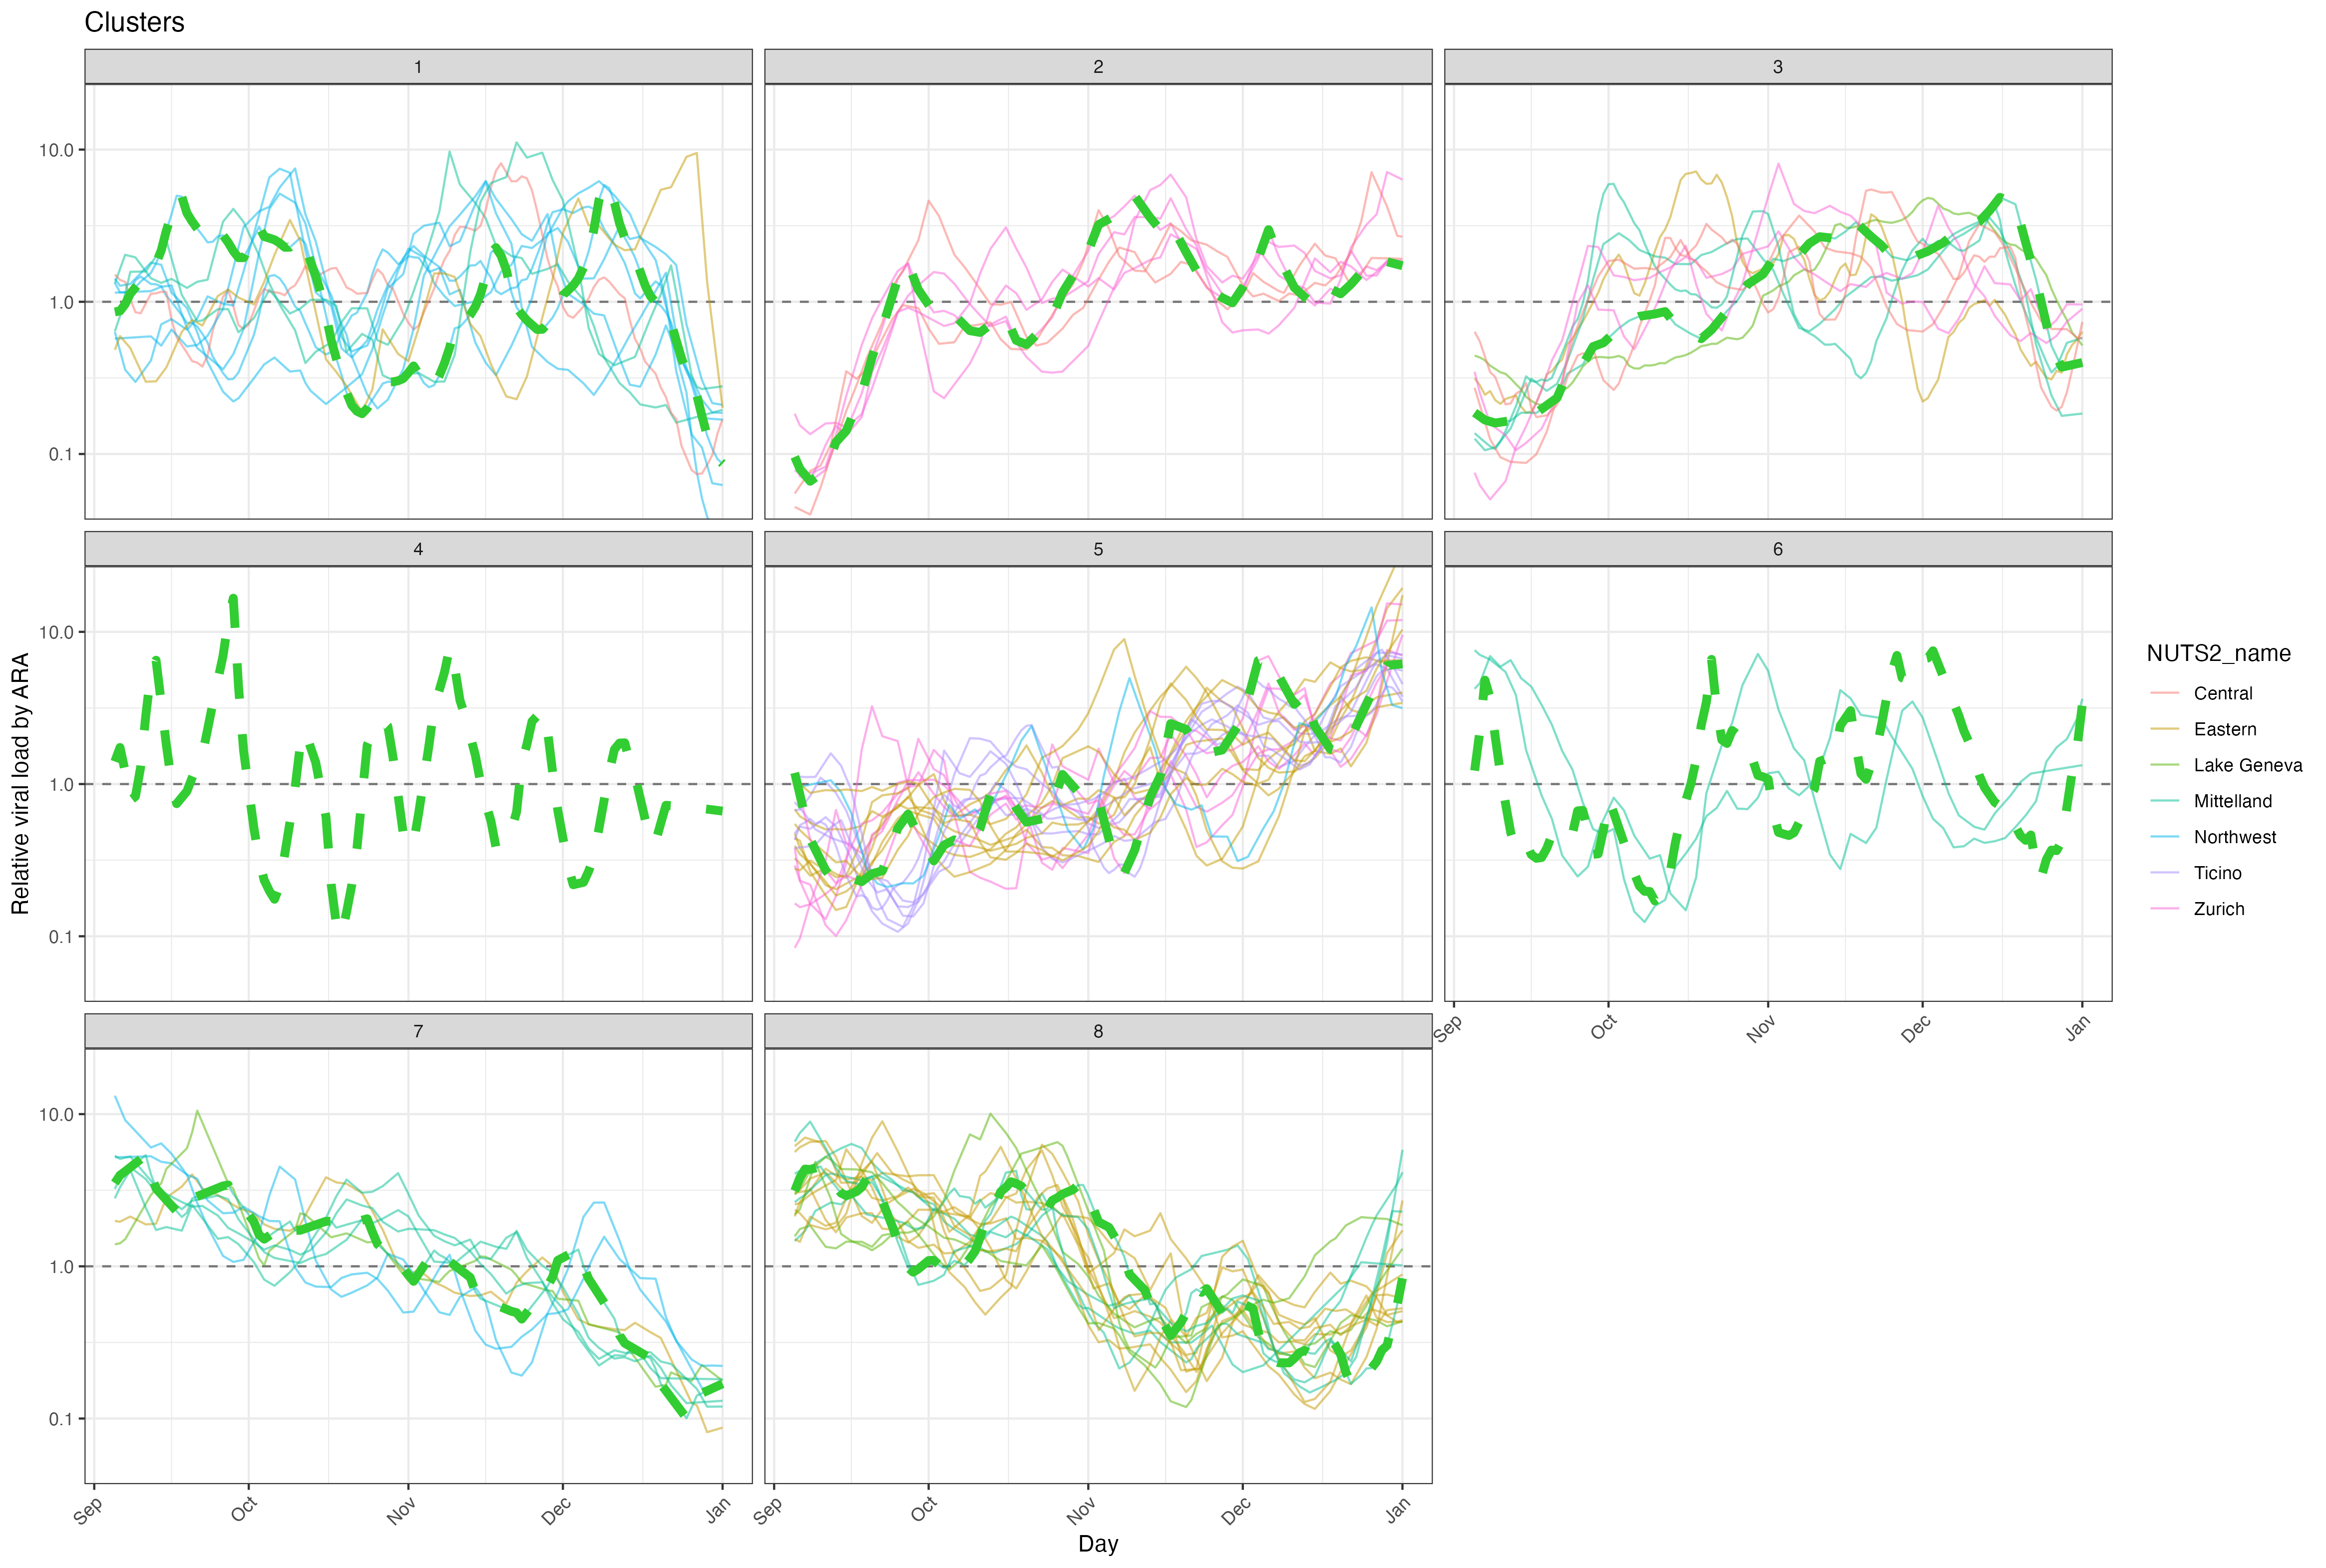 Clusters
1
2
3
10.0
1.0
0.1
4
5
6
10.0
1.0
0.1
Sep
Oct
Nov
Dec
Jan
7
8
10.0
1.0
0.1
Sep
Oct
Nov
Dec
Jan
Sep
Oct
Nov
Dec
Jan
Day
Relative viral load by ARA
NUTS2_name
Central
Eastern
Lake Geneva
Mittelland
Northwest
Ticino
Zurich